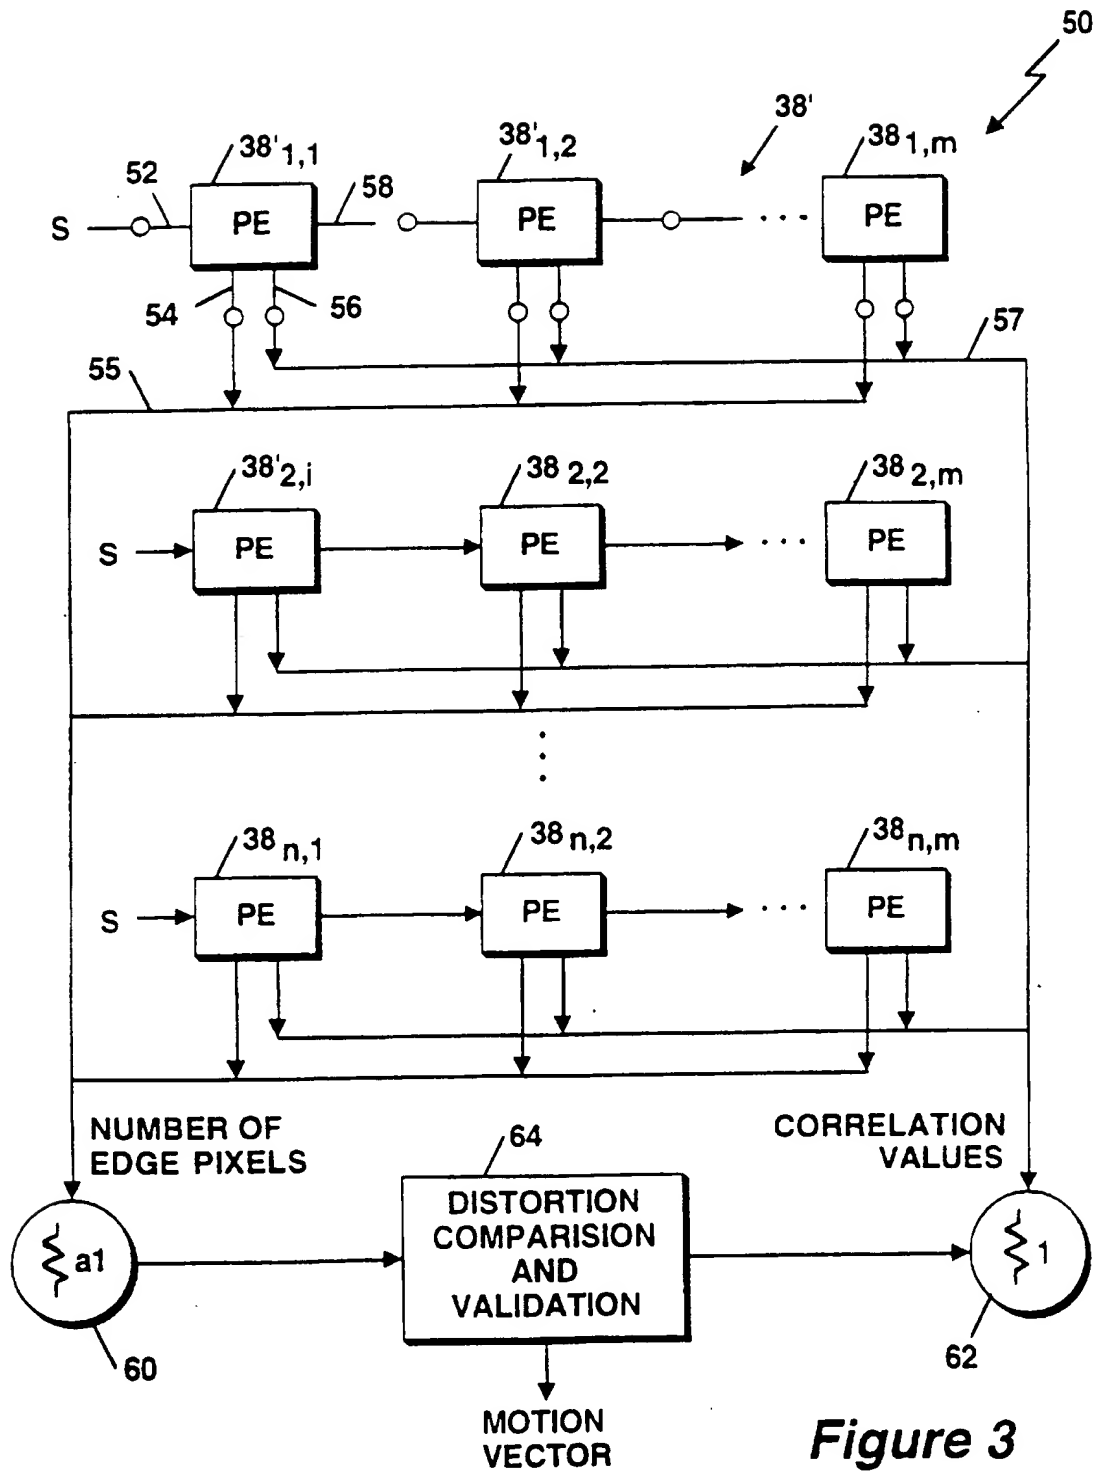 50
38'
38'1,1
38'1,2
381,m
52
58
S
PE
PE
. . .
PE
54
56
57
55
38'2,i
38 2,2
38 2,m
S
PE
PE
. . .
PE
38 n,1
38 n,2
38 n,m
S
PE
PE
. . .
PE
NUMBER OF
EDGE PIXELS
CORRELATION
VALUES
64
DISTORTION
COMPARISION
AND
VALIDATION
a1
1
60
62
MOTION
VECTOR
Figure 3